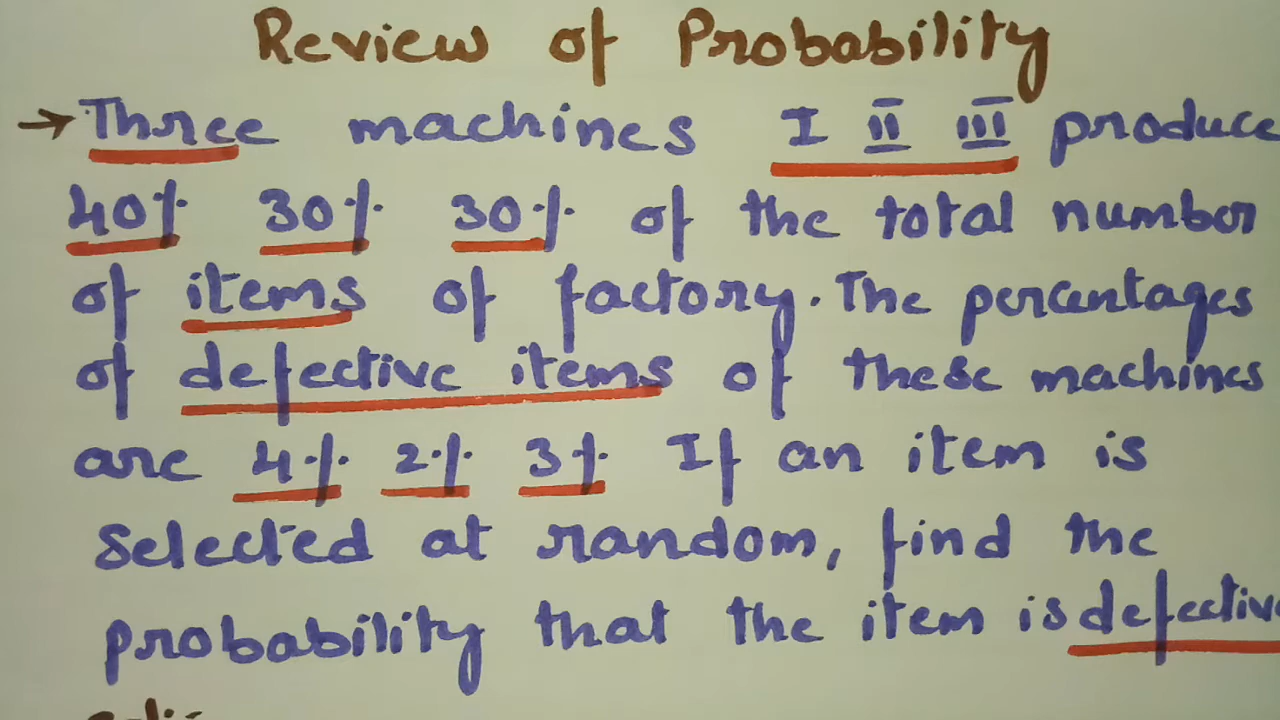 Review of Probability
→ Three machines I II III produce
40% 30% 30% of the total number
of items of factory. The percentages
of defective items of these machines
are 4% 2% 3% If an item is
selected at random, find the
probability that the item is defective